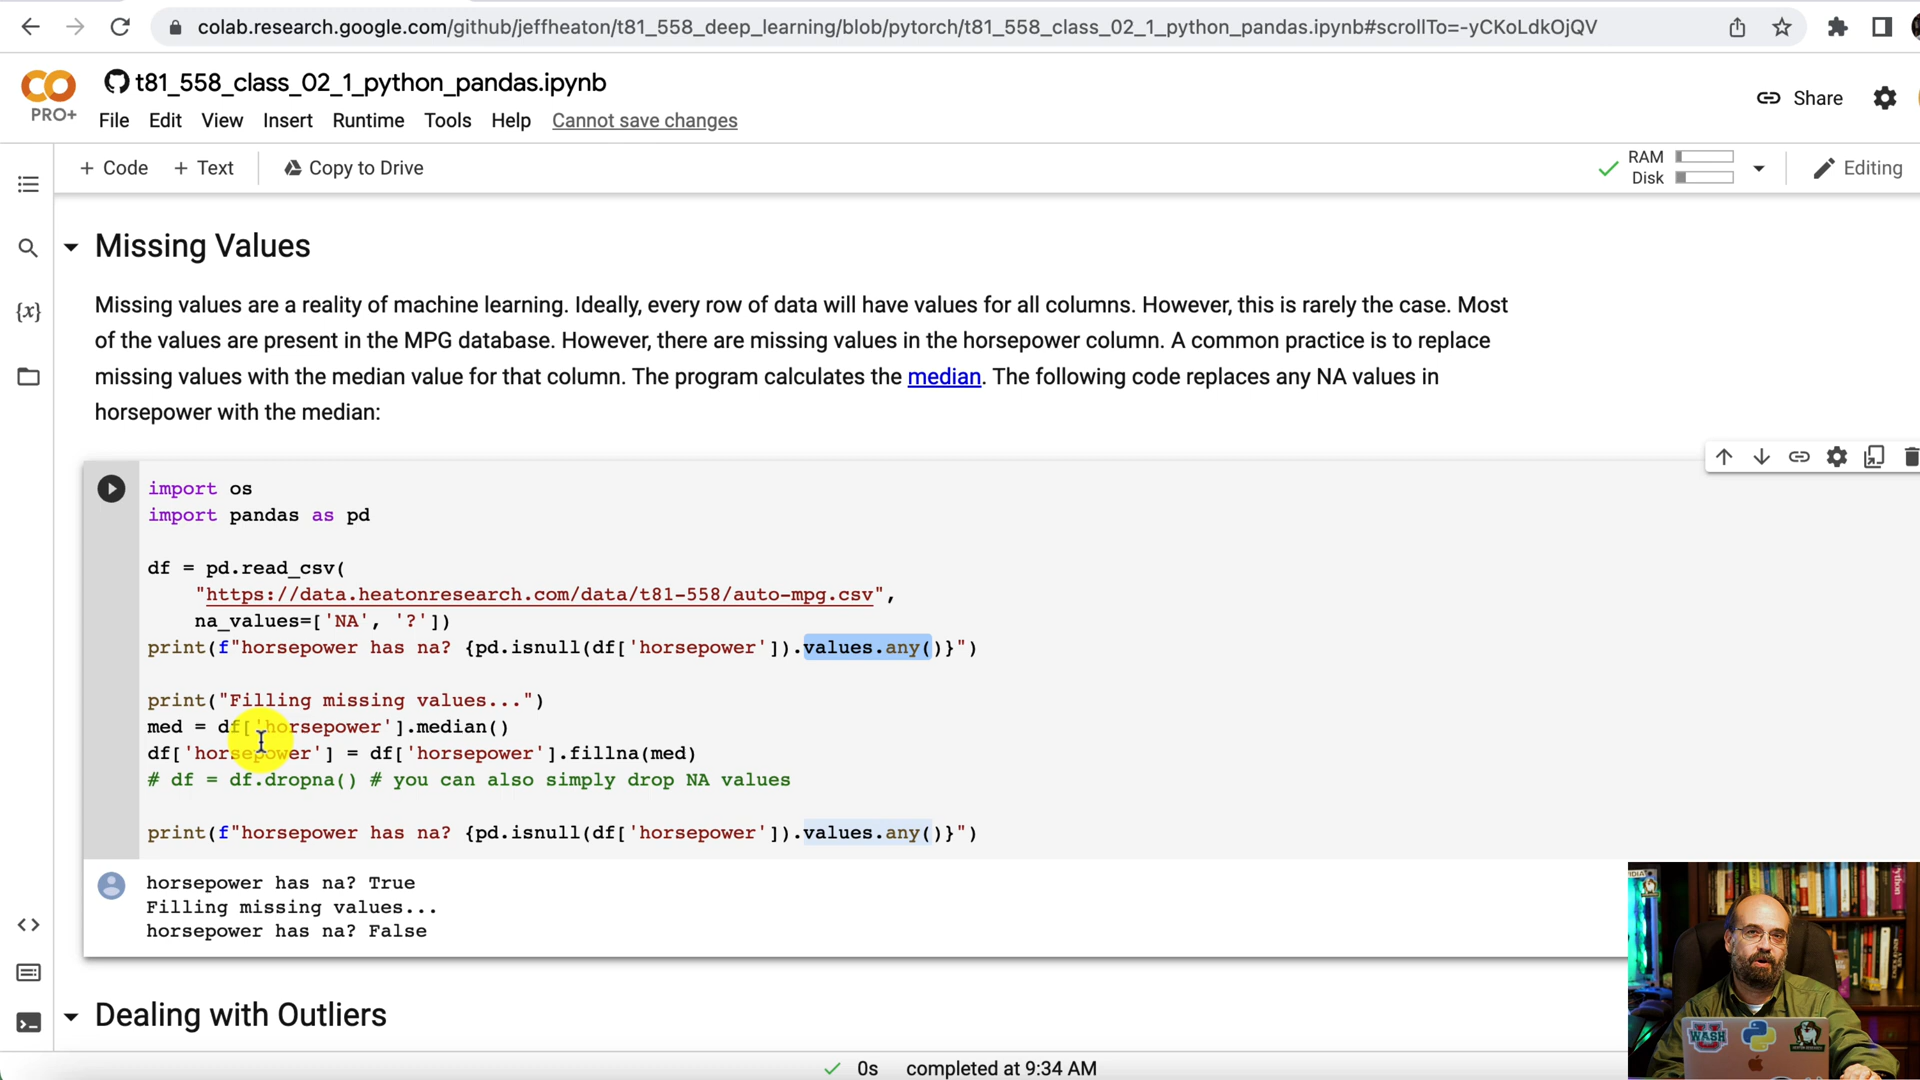 colab.research.google.com/github/jeffheaton/t81_558_deep_learning/blob/pytorch/t81_558_class_02_1_python_pandas.ipynb#scrollTo=-yCKoLdkOjQV
CO
PRO+
t81_558_class_02_1_python_pandas.ipynb
File Edit View Insert Runtime Tools Help Cannot save changes
Share
+ Code + Text Copy to Drive
RAM
Disk
Editing
Missing Values
{x}
Missing values are a reality of machine learning. Ideally, every row of data will have values for all columns. However, this is rarely the case. Most
of the values are present in the MPG database. However, there are missing values in the horsepower column. A common practice is to replace
missing values with the median value for that column. The program calculates the median. The following code replaces any NA values in
horsepower with the median:
import os
import pandas as pd
df = pd.read_csv(
"https://data.heatonresearch.com/data/t81-558/auto-mpg.csv",
na_values=['NA', '?'])
print(f"horsepower has na? {pd.isnull(df['horsepower']).values.any()}")
print("Filling missing values...")
med = df['horsepower'].median()
df['horsepower'] = df['horsepower'].fillna(med)
# df = df.dropna() # you can also simply drop NA values
print(f"horsepower has na? {pd.isnull(df['horsepower']).values.any()}")
horsepower has na? True
Filling missing values...
horsepower has na? False
Dealing with Outliers
0s completed at 9:34 AM
WASH